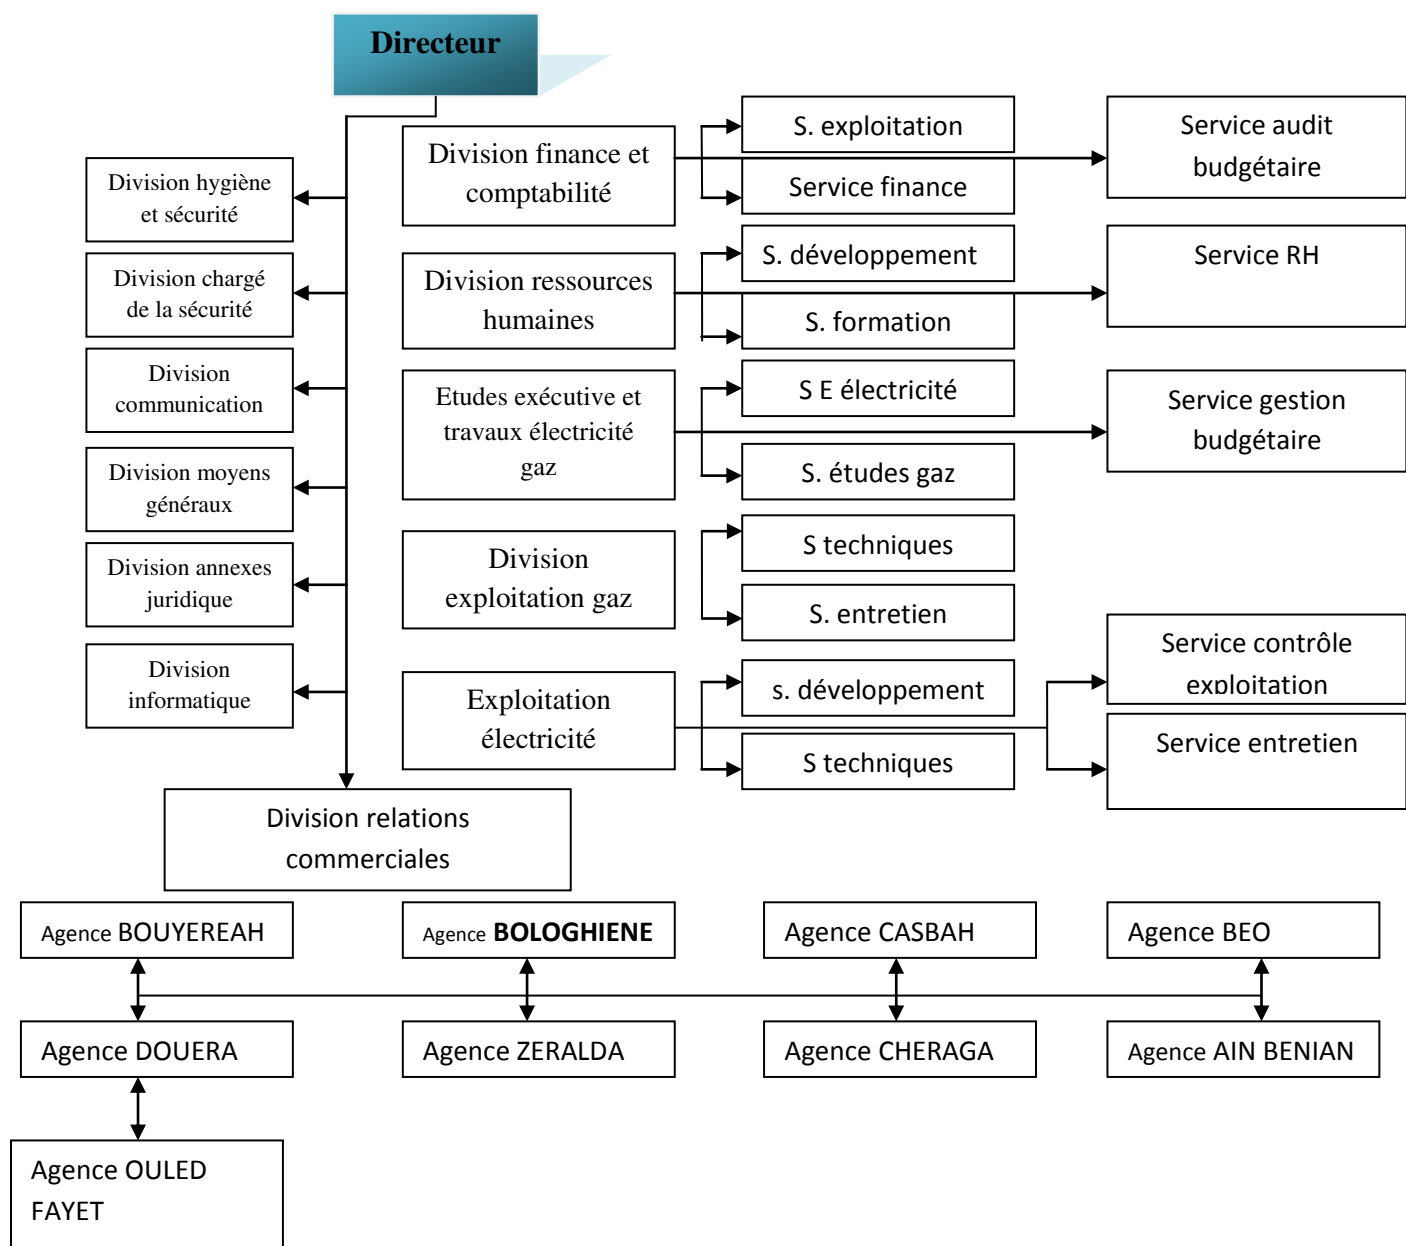 Directeur
Division hygiène
et sécurité
Division chargé
de la sécurité
Division
communication
Division moyens
généraux
Division annexes
juridique
Division
informatique
Division finance et
comptabilité
S. exploitation
Service finance
Service audit
budgétaire
Division ressources
humaines
S. développement
S. formation
Service RH
Etudes exécutive et
travaux électricité
gaz
S E électricité
S. études gaz
Service gestion
budgétaire
Division
exploitation gaz
S techniques
S. entretien
Exploitation
électricité
s. développement
S techniques
Service contrôle
exploitation
Service entretien
Division relations
commerciales
Agence BOUYEREAH
Agence BOLOGHIENE
Agence CASBAH
Agence BEO
Agence DOUERA
Agence ZERALDA
Agence CHERAGA
Agence AIN BENIAN
Agence OULED
FAYET